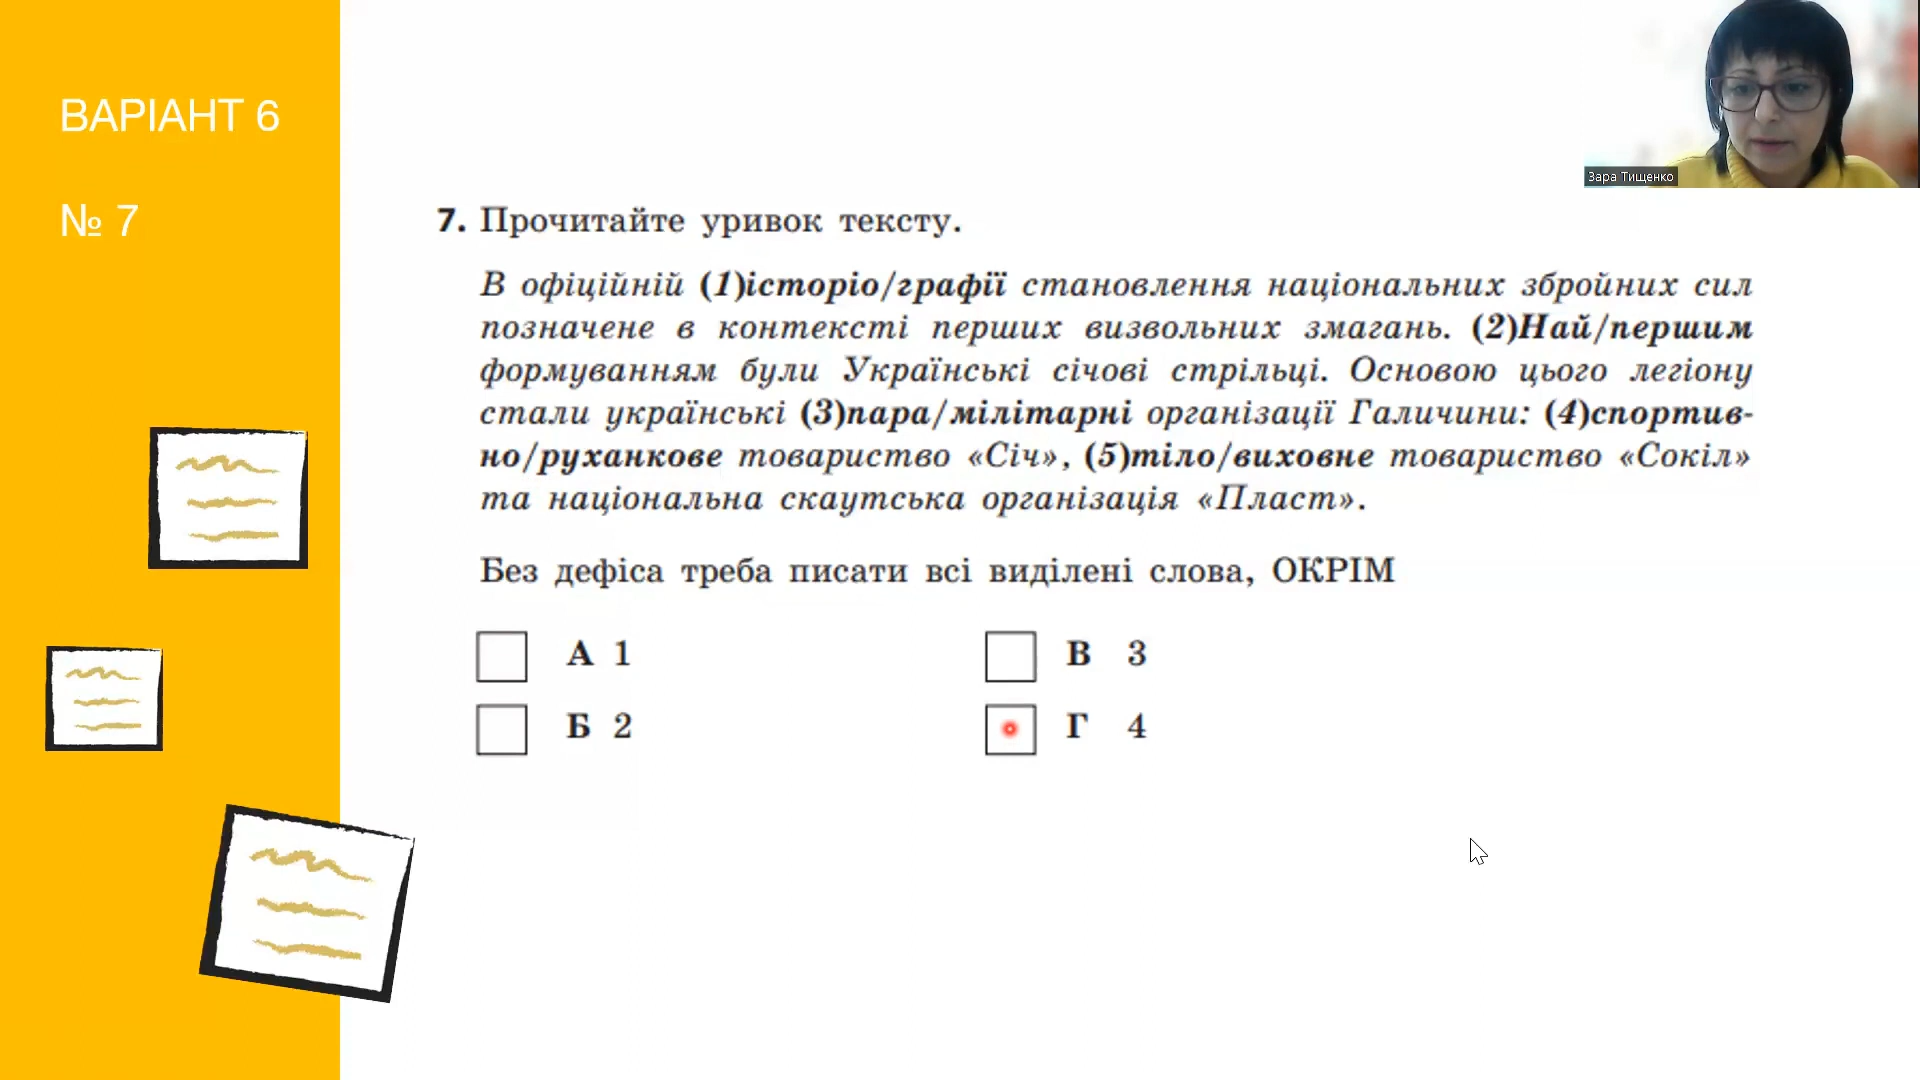 ВАРІАНТ 6
№ 7
Зара Тищенко
7. Прочитайте уривок тексту.
В офіційній (1)історіо/графії становлення національних збройних сил
позначене в контексті перших визвольних змагань. (2)Най/першим
формуванням були Українські січові стрільці. Основою цього легіону
стали українські (3)пара/мілітарні організації Галичини: (4)спортив-
но/руханкове товариство «Січ», (5)тіло/виховне товариство «Сокіл»
та національна скаутська організація «Пласт».
Без дефіса треба писати всі виділені слова, ОКРІМ
А 1
В 3
Б 2
Г 4